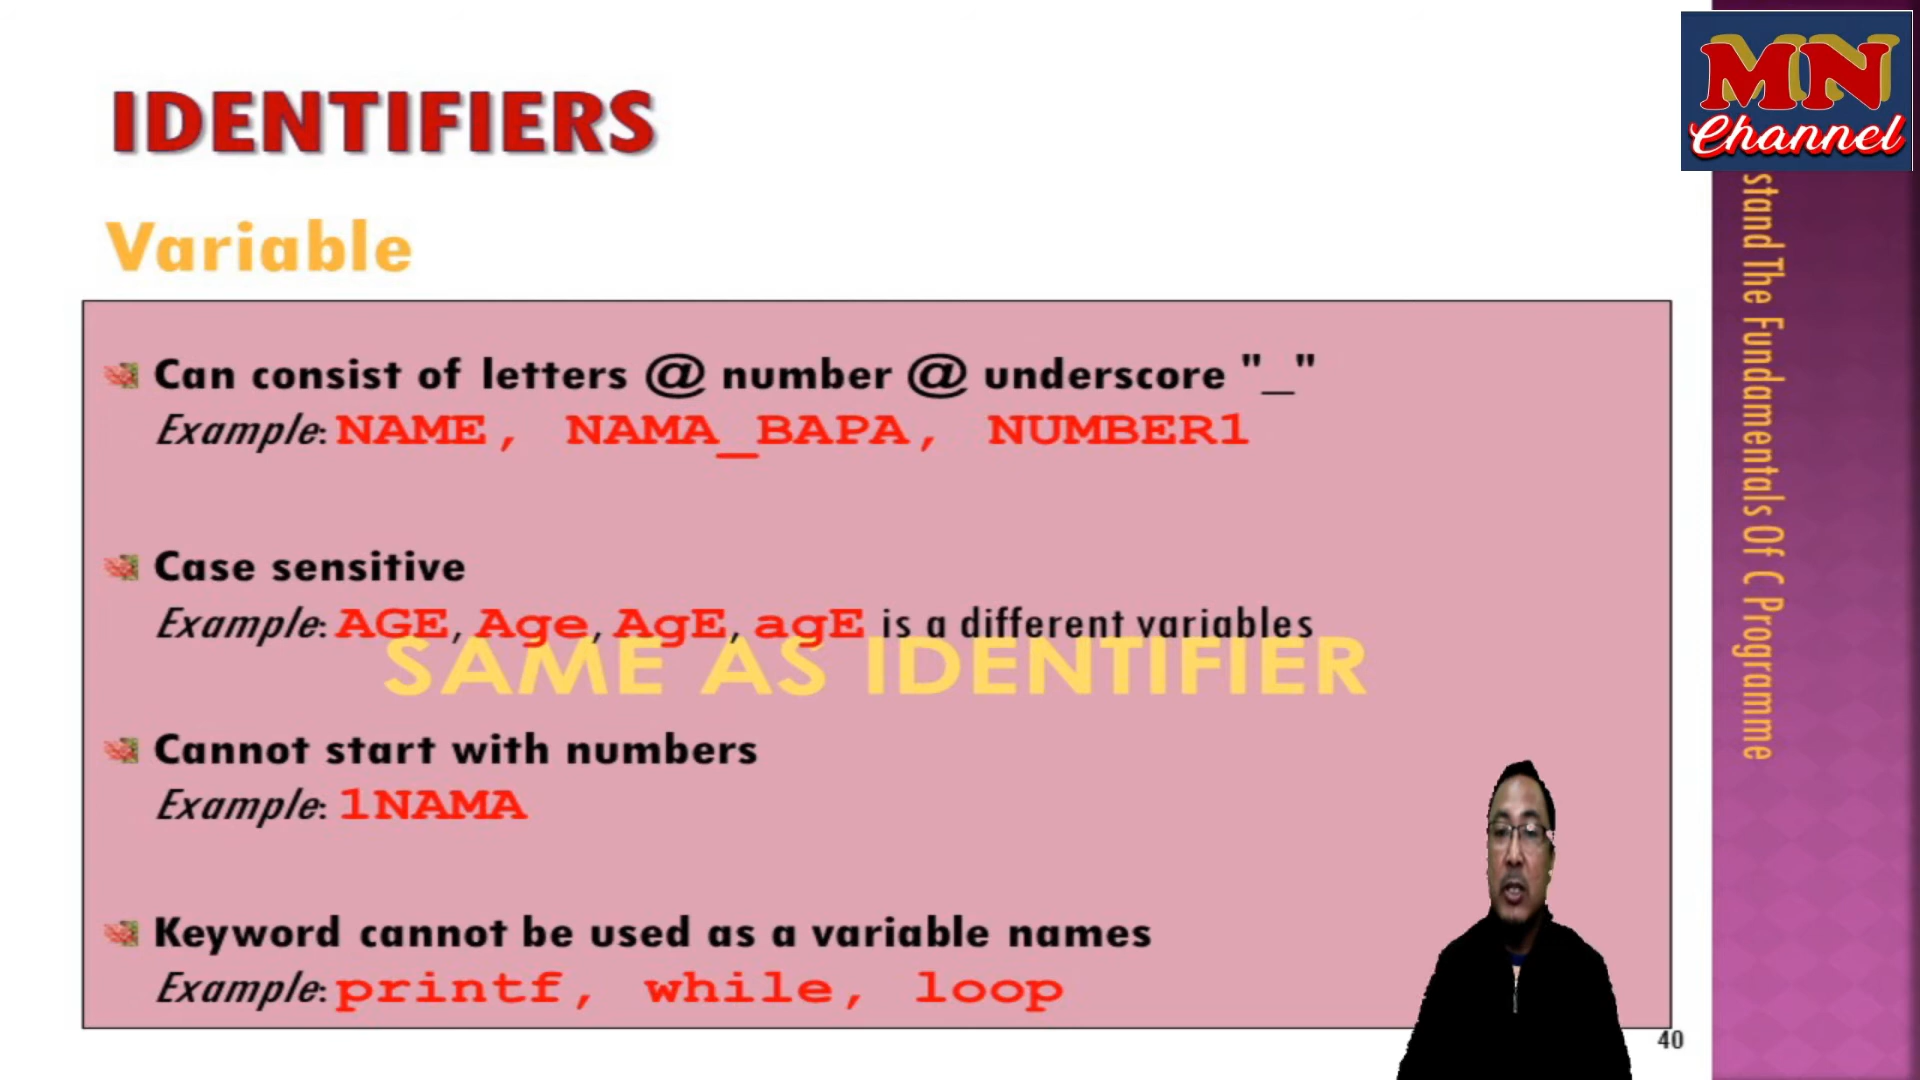 MN
Channel
IDENTIFIERS
Variable
Can consist of letters @ number @ underscore "_"
Example: NAME, NAMA_BAPA, NUMBER1
Case sensitive
Example: AGE, Age, AgE, agE is a different variables
SAME AS IDENTIFIER
Cannot start with numbers
Example: 1NAMA
Keyword cannot be used as a variable names
Example: printf, while, loop
40
stand The Fundamentals Of C Programme